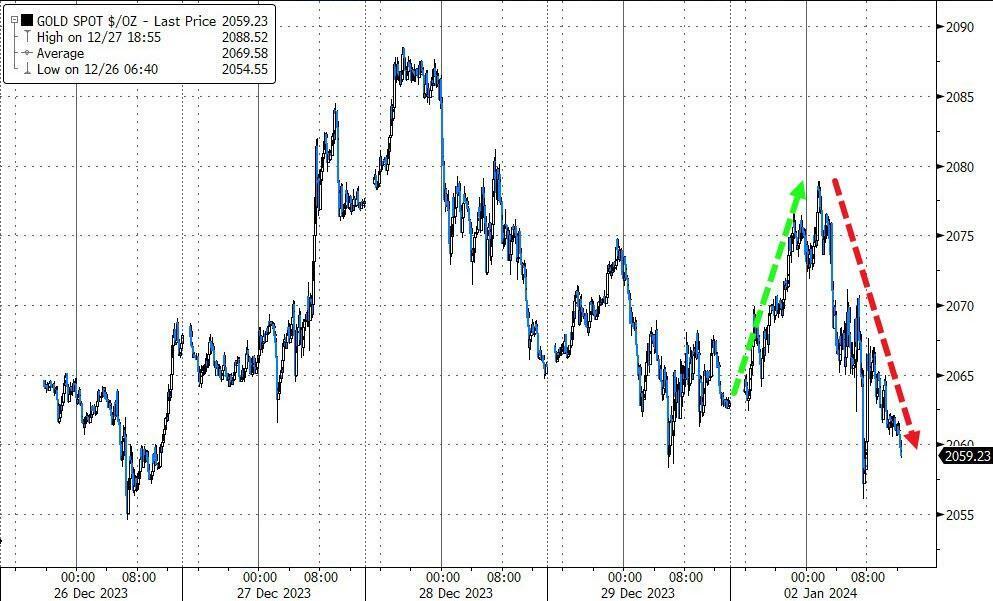 GOLD SPOT $/OZ - Last Price 2059.23
High on 12/27 18:55 2088.52
Average 2069.58
Low on 12/26 06:40 2054.55
2090
2085
2080
2075
2070
2065
2060
2059.23
2055
00:00 08:00 00:00 08:00 00:00 08:00 00:00 08:00 00:00 08:00
26 Dec 2023 27 Dec 2023 28 Dec 2023 29 Dec 2023 02 Jan 2024